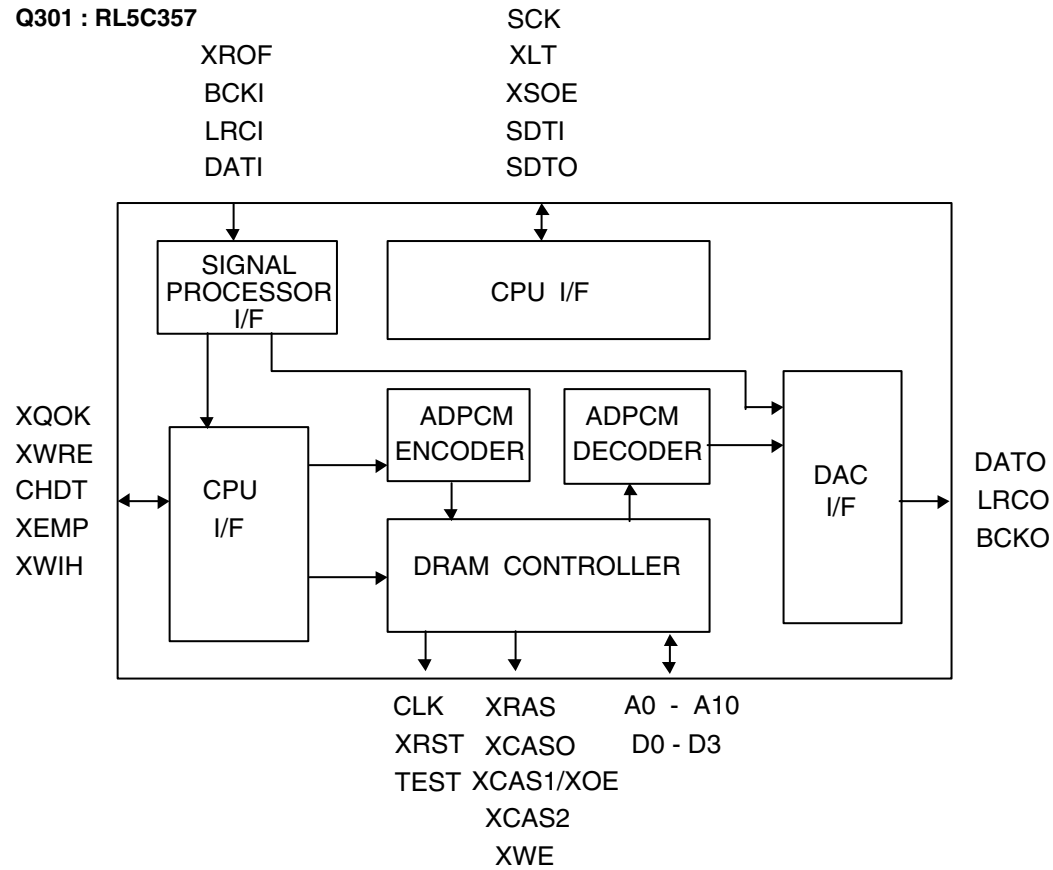 Q301 : RL5C357
SCK
XLT
XSOE
SDTI
SDTO
XROF
BCKI
LRCI
DATI
SIGNAL
PROCESSOR
I/F
CPU I/F
XQOK
XWRE
CHDT
XEMP
XWIH
CPU
I/F
ADPCM
ENCODER
ADPCM
DECODER
DAC
I/F
DATO
LRCO
BCKO
DRAM CONTROLLER
CLK
XRST
TEST
XRAS
XCASO
XCAS1/XOE
XCAS2
XWE
A0 - A10
D0 - D3